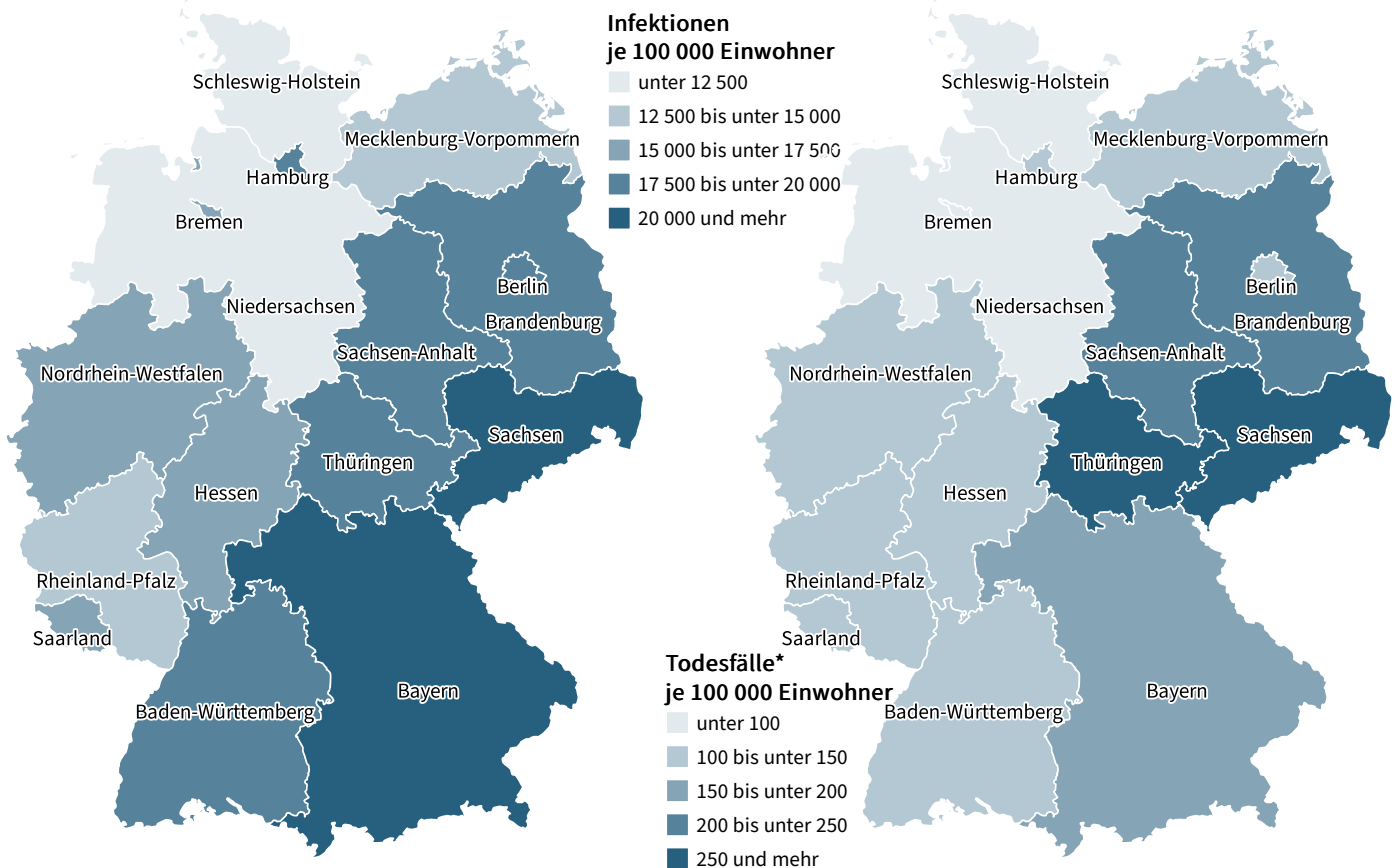 Infektionen
je 100 000 Einwohner
unter 12 500
12 500 bis unter 15 000
15 000 bis unter 17 500
17 500 bis unter 20 000
20 000 und mehr
Schleswig-Holstein
Mecklenburg-Vorpommern
Hamburg
Bremen
Berlin
Niedersachsen
Brandenburg
Sachsen-Anhalt
Nordrhein-Westfalen
Sachsen
Thüringen
Hessen
Rheinland-Pfalz
Saarland
Bayern
Baden-Württemberg
Schleswig-Holstein
Mecklenburg-Vorpommern
Hamburg
Bremen
Berlin
Niedersachsen
Brandenburg
Sachsen-Anhalt
Nordrhein-Westfalen
Sachsen
Thüringen
Hessen
Rheinland-Pfalz
Saarland
Bayern
Baden-Württemberg
Todesfälle*
je 100 000 Einwohner
unter 100
100 bis unter 150
150 bis unter 200
200 bis unter 250
250 und mehr